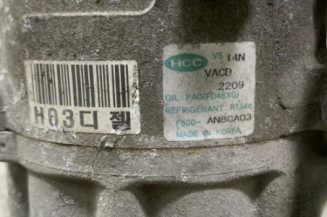 H03디젤
HCC VS 14N
VACD
2209
OIL : PAG(FD46XG)
REFRIGERANT : R134a
F500- AN8CA03
MADE IN KOREA